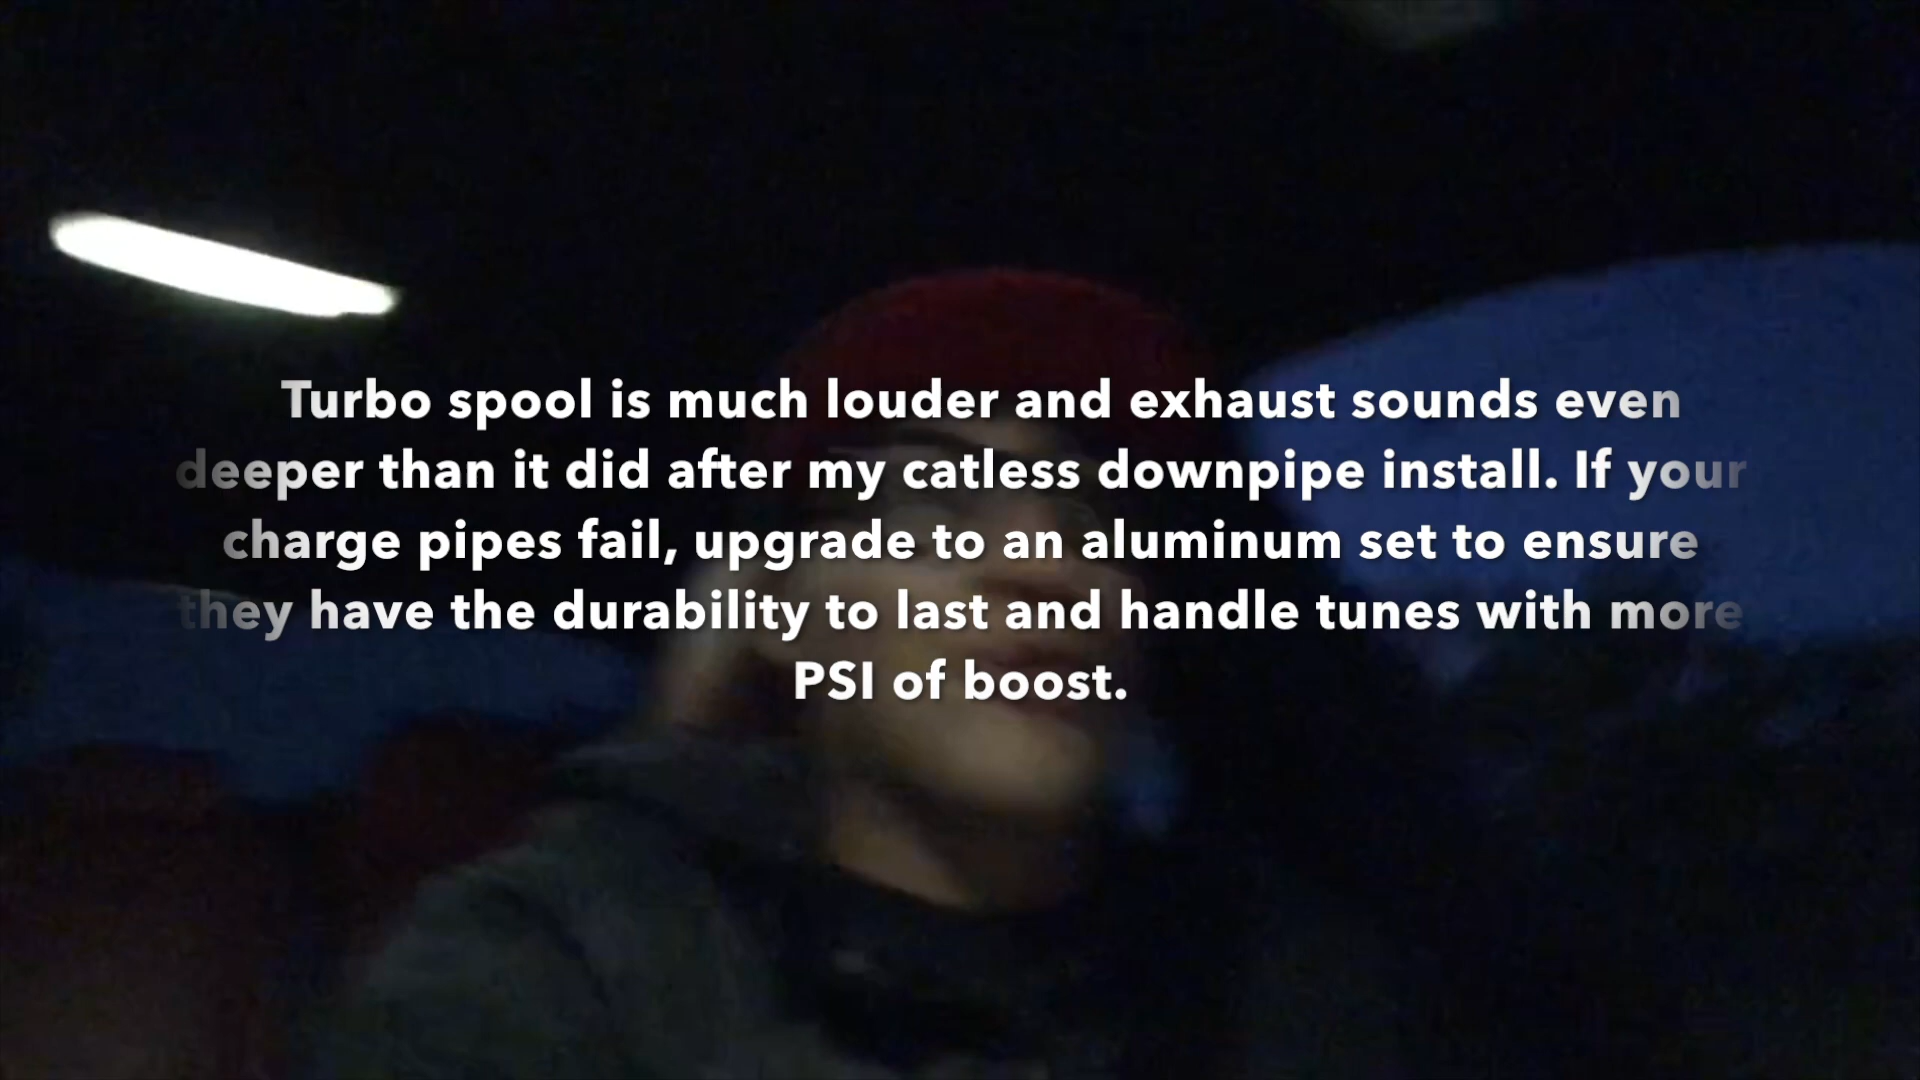 Turbo spool is much louder and exhaust sounds even
deeper than it did after my catless downpipe install. If your
charge pipes fail, upgrade to an aluminum set to ensure
they have the durability to last and handle tunes with more
PSI of boost.